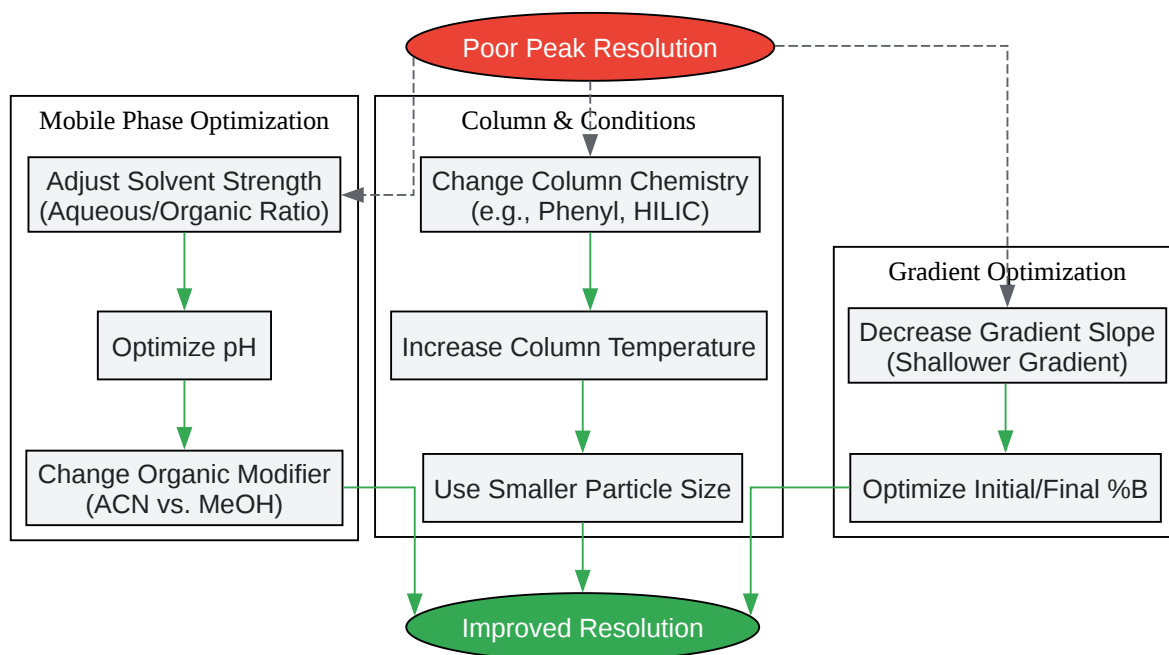 Poor Peak Resolution
Mobile Phase Optimization
Adjust Solvent Strength
(Aqueous/Organic Ratio)
Optimize pH
Change Organic Modifier
(ACN vs. MeOH)
Column & Conditions
Change Column Chemistry
(e.g., Phenyl, HILIC)
Increase Column Temperature
Use Smaller Particle Size
Gradient Optimization
Decrease Gradient Slope
(Shallower Gradient)
Optimize Initial/Final %B
Improved Resolution